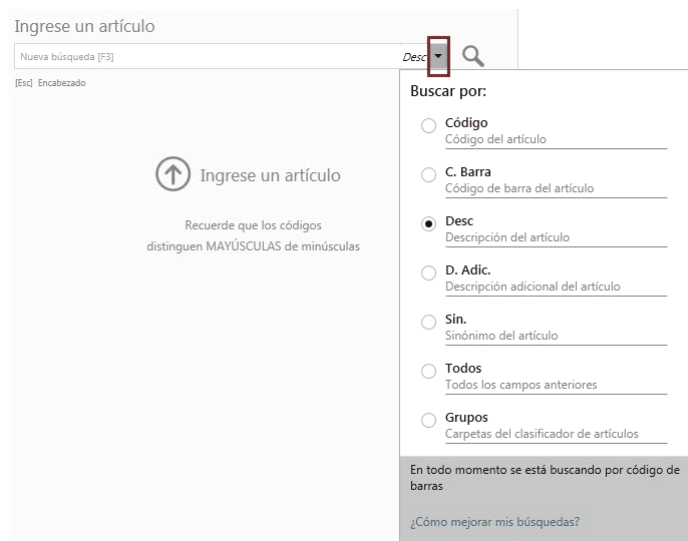 Ingrese un artículo
Nueva búsqueda [F3]
Desc
[Esc] Encabezado
Ingrese un artículo
Recuerde que los códigos
distinguen MAYÚSCULAS de minúsculas
Buscar por:
Código
Código del artículo
C. Barra
Código de barra del artículo
Desc
Descripción del artículo
D. Adic.
Descripción adicional del artículo
Sin.
Sinónimo del artículo
Todos
Todos los campos anteriores
Grupos
Carpetas del clasificador de artículos
En todo momento se está buscando por código de
barras
¿Cómo mejorar mis búsquedas?